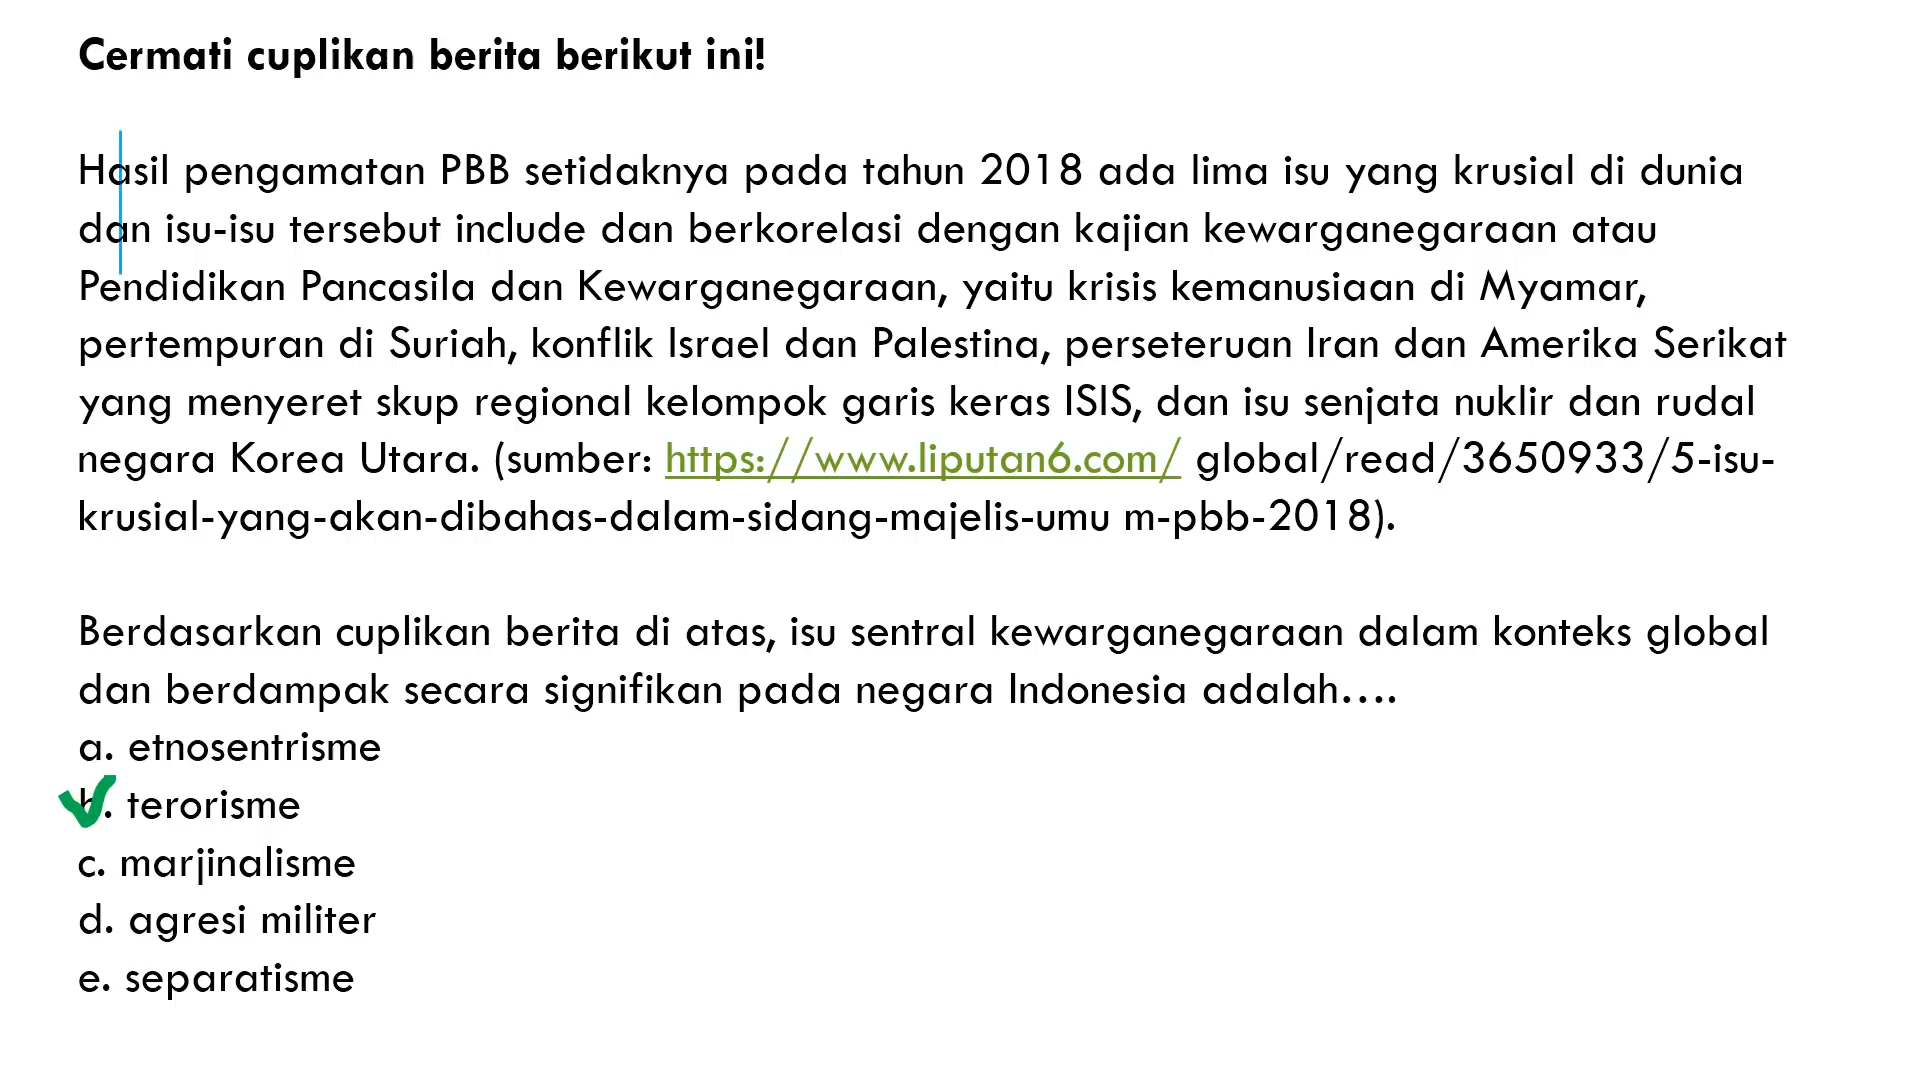 Cermati cuplikan berita berikut ini!
Hasil pengamatan PBB setidaknya pada tahun 2018 ada lima isu yang krusial di dunia
dan isu-isu tersebut include dan berkorelasi dengan kajian kewarganegaraan atau
Pendidikan Pancasila dan Kewarganegaraan, yaitu krisis kemanusiaan di Myamar,
pertempuran di Suriah, konflik Israel dan Palestina, perseteruan Iran dan Amerika Serikat
yang menyeret skup regional kelompok garis keras ISIS, dan isu senjata nuklir dan rudal
negara Korea Utara. (sumber: https://www.liputan6.com/ global/read/3650933/5-isu-
krusial-yang-akan-dibahas-dalam-sidang-majelis-umu m-pbb-2018).
Berdasarkan cuplikan berita di atas, isu sentral kewarganegaraan dalam konteks global
dan berdampak secara signifikan pada negara Indonesia adalah....
a. etnosentrisme
b. terorisme
c. marjinalisme
d. agresi militer
e. separatisme